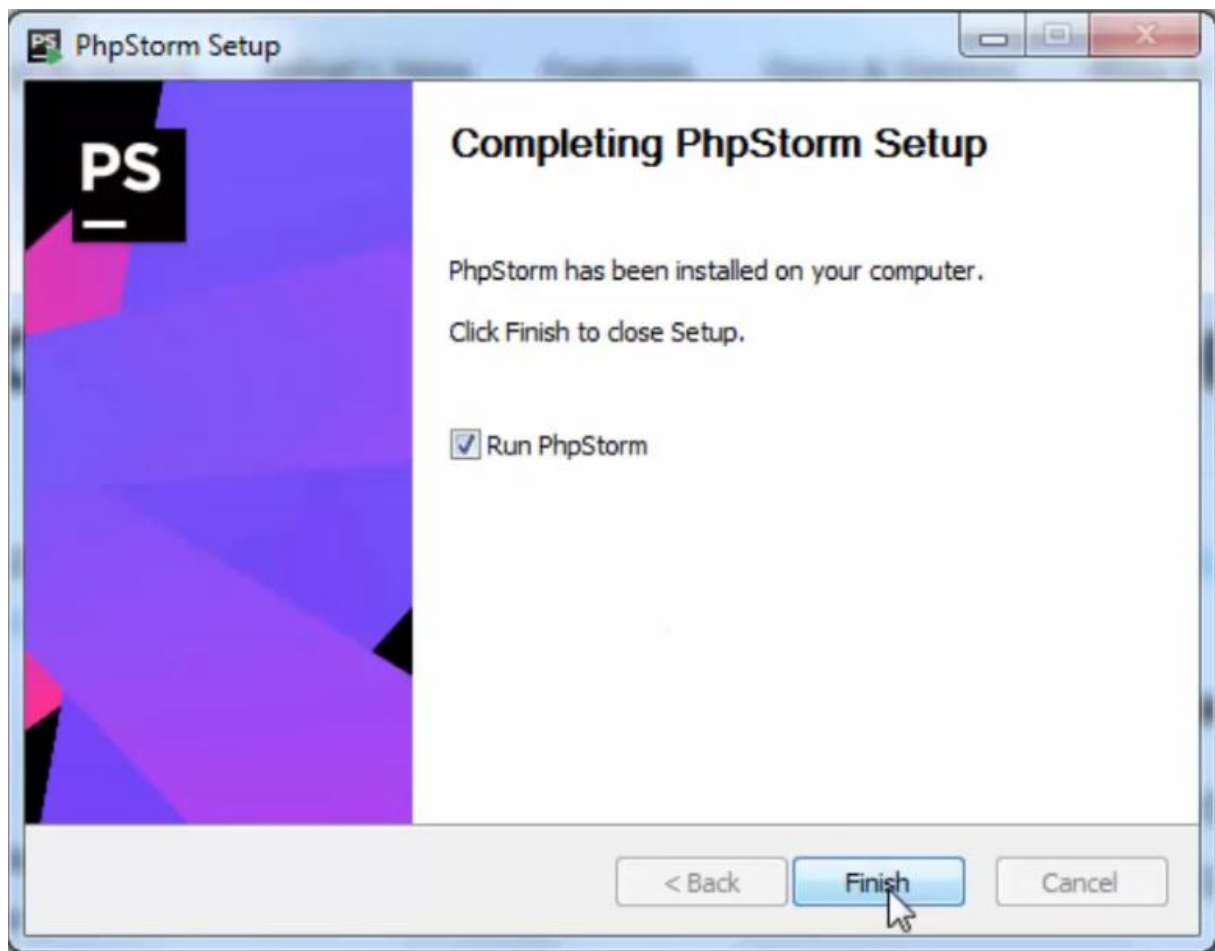 PhpStorm Setup
PS
Completing PhpStorm Setup
PhpStorm has been installed on your computer.
Click Finish to close Setup.
Run PhpStorm
< Back
Finish
Cancel